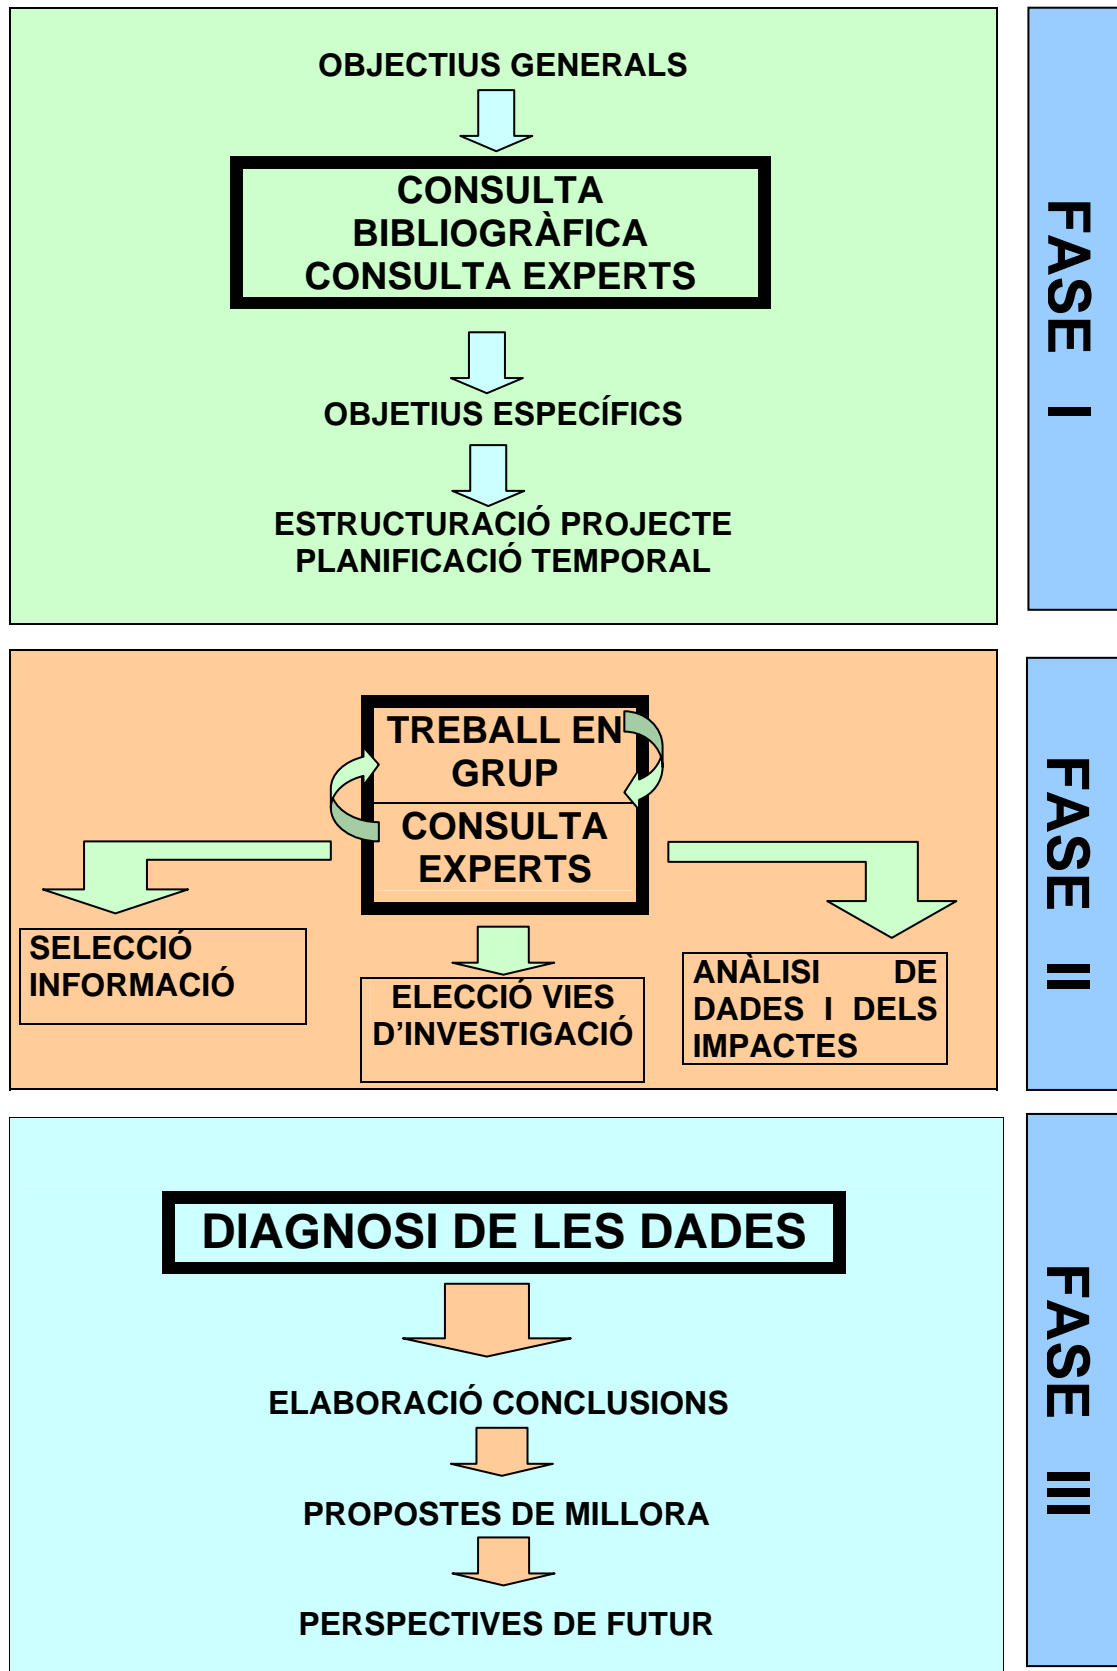 OBJECTIUS GENERALS
CONSULTA
BIBLIOGRÀFICA
CONSULTA EXPERTS
OBJETIUS ESPECÍFICS
ESTRUCTURACIÓ PROJECTE
PLANIFICACIÓ TEMPORAL
FASE I
TREBALL EN
GRUP
CONSULTA
EXPERTS
SELECCIÓ
INFORMACIÓ
ELECCIÓ VIES
D’INVESTIGACIÓ
ANÀLISI DE
DADES I DELS
IMPACTES
FASE II
DIAGNOSI DE LES DADES
ELABORACIÓ CONCLUSIONS
PROPOSTES DE MILLORA
PERSPECTIVES DE FUTUR
FASE III